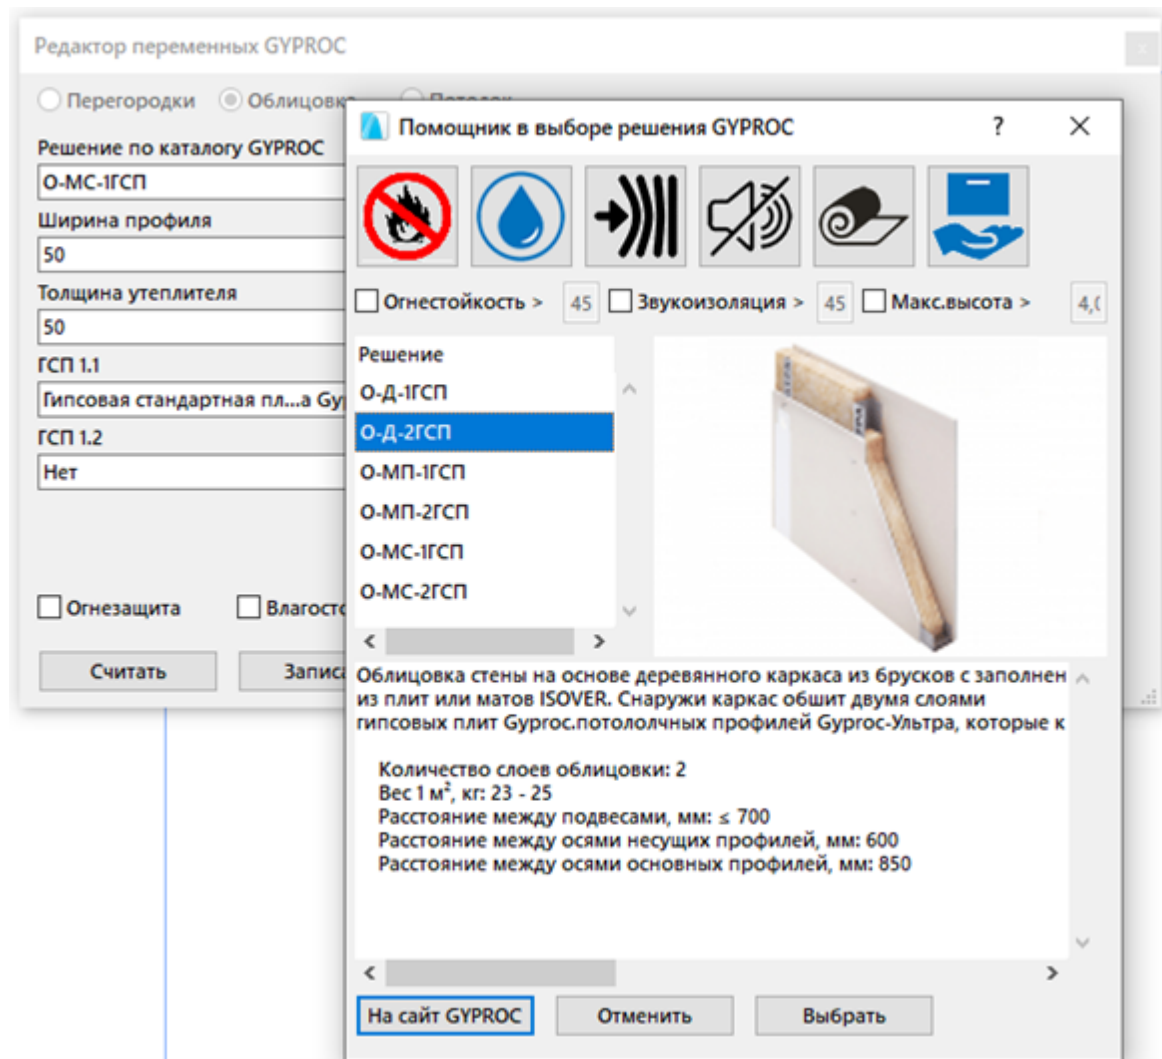 Редактор переменных GYPROC
Перегородки Облицовка Потолок
Решение по каталогу GYPROC
О-МС-1ГСП
Ширина профиля
50
Толщина утеплителя
50
ГСП 1.1
Гипсовая стандартная пл...а Gy
ГСП 1.2
Нет
Огнезащита Влагосто
Считать Записа
Помощник в выборе решения GYPROC ? X
Огнестойкость > 45 Звукоизоляция > 45 Макс.высота > 4,0
Решение
О-Д-1ГСП
О-Д-2ГСП
О-МП-1ГСП
О-МП-2ГСП
О-МС-1ГСП
О-МС-2ГСП
Облицовка стены на основе деревянного каркаса из брусков с заполнен
из плит или матов ISOVER. Снаружи каркас обшит двумя слоями
гипсовых плит Gyproc.потололчных профилей Gyproc-Ультра, которые к
Количество слоев облицовки: 2
Вес 1 м², кг: 23 - 25
Расстояние между подвесами, мм: ≤ 700
Расстояние между осями несущих профилей, мм: 600
Расстояние между осями основных профилей, мм: 850
На сайт GYPROC Отменить Выбрать